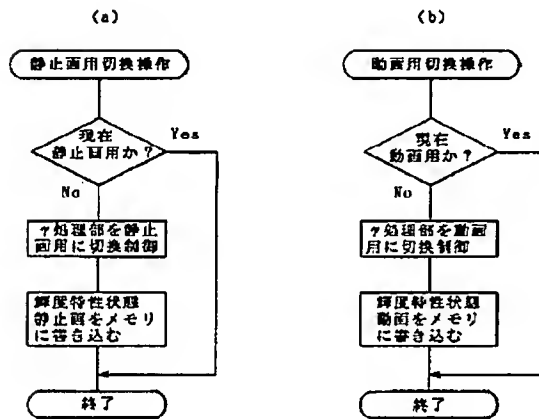 (a)
静止画用切換操作
現在
静止画用か?
Yes
No
γ処理部を静止
画用に切換制御
輝度特性状態
静止画をメモリ
に書き込む
終了
(b)
動画用切換操作
現在
動画用か?
Yes
No
γ処理部を動画
用に切換制御
輝度特性状態
動画をメモリ
に書き込む
終了